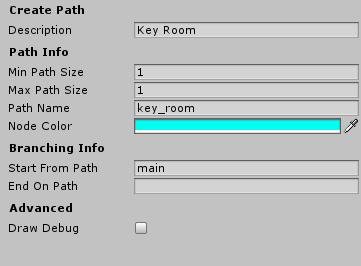 Create Path
Description Key Room
Path Info
Min Path Size 1
Max Path Size 1
Path Name key_room
Node Color
Branching Info
Start From Path main
End On Path
Advanced
Draw Debug